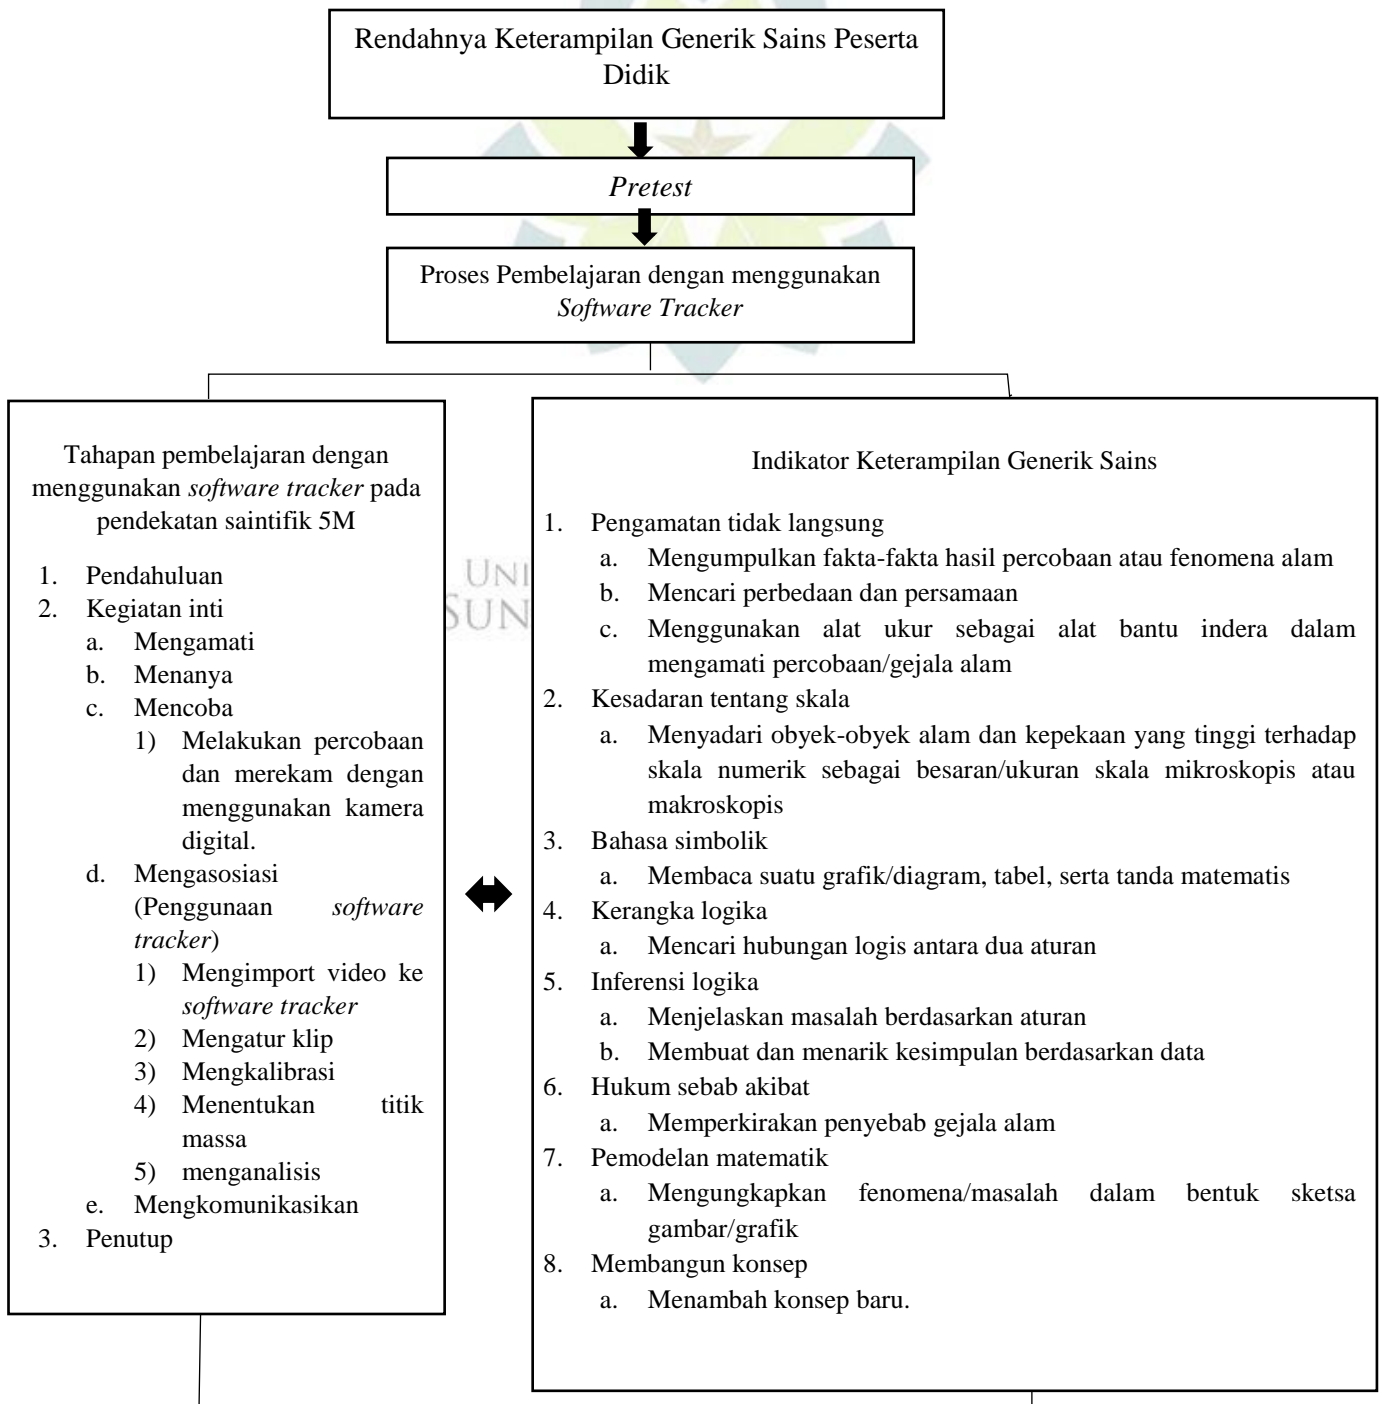 Rendahnya Keterampilan Generik Sains Peserta
Didik
Pretest
Proses Pembelajaran dengan menggunakan
Software Tracker
Tahapan pembelajaran dengan
menggunakan software tracker pada
pendekatan saintifik 5M
1. Pendahuluan
2. Kegiatan inti
a. Mengamati
b. Menanya
c. Mencoba
1) Melakukan percobaan
dan merekam dengan
menggunakan kamera
digital.
d. Mengasosiasi
(Penggunaan software
tracker)
1) Mengimport video ke
software tracker
2) Mengatur klip
3) Mengkalibrasi
4) Menentukan titik
massa
5) menganalisis
e. Mengkomunikasikan
3. Penutup
UNI
SUN
Indikator Keterampilan Generik Sains
1. Pengamatan tidak langsung
a. Mengumpulkan fakta-fakta hasil percobaan atau fenomena alam
b. Mencari perbedaan dan persamaan
c. Menggunakan alat ukur sebagai alat bantu indera dalam
mengamati percobaan/gejala alam
2. Kesadaran tentang skala
a. Menyadari obyek-obyek alam dan kepekaan yang tinggi terhadap
skala numerik sebagai besaran/ukuran skala mikroskopis atau
makroskopis
3. Bahasa simbolik
a. Membaca suatu grafik/diagram, tabel, serta tanda matematis
4. Kerangka logika
a. Mencari hubungan logis antara dua aturan
5. Inferensi logika
a. Menjelaskan masalah berdasarkan aturan
b. Membuat dan menarik kesimpulan berdasarkan data
6. Hukum sebab akibat
a. Memperkirakan penyebab gejala alam
7. Pemodelan matematik
a. Mengungkapkan fenomena/masalah dalam bentuk sketsa
gambar/grafik
8. Membangun konsep
a. Menambah konsep baru.